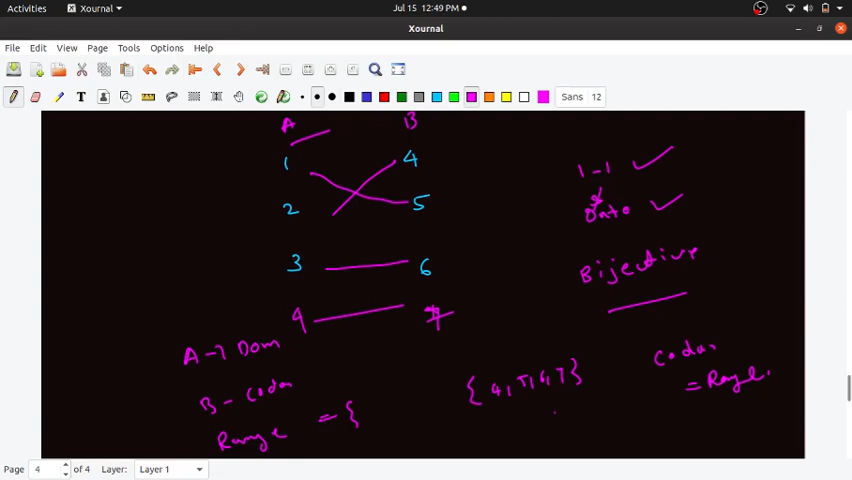 Activities Xournal Jul 15 12:49 PM
Xournal
File Edit View Page Tools Options Help
T Sans 12
A B
1 4
2 5
3 6
4 7
1-1
&
Onto
Bijective
A → Dom
B - Codom
Range = {
{4, 5, 6, 7}
Codom
= Range.
Page 4 of 4 Layer: Layer 1